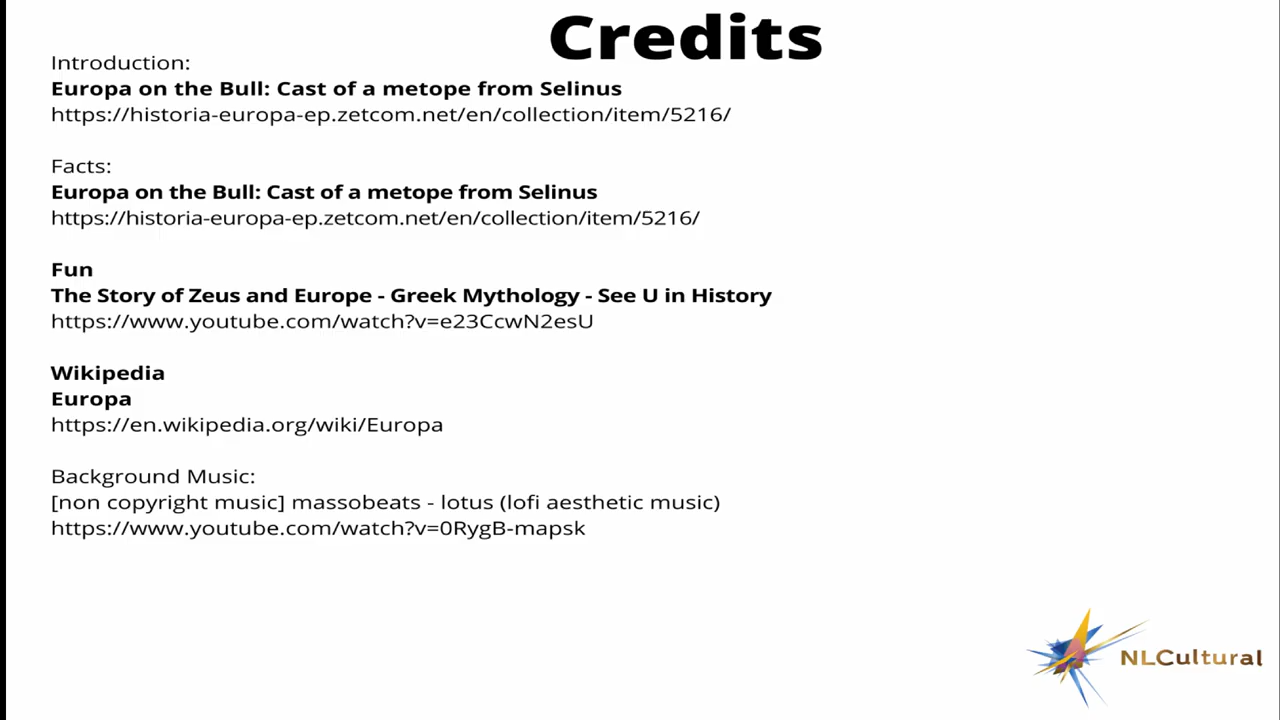 Credits
Introduction:
Europa on the Bull: Cast of a metope from Selinus
https://historia-europa-ep.zetcom.net/en/collection/item/5216/
Facts:
Europa on the Bull: Cast of a metope from Selinus
https://historia-europa-ep.zetcom.net/en/collection/item/5216/
Fun
The Story of Zeus and Europe - Greek Mythology - See U in History
https://www.youtube.com/watch?v=e23CcwN2esU
Wikipedia
Europa
https://en.wikipedia.org/wiki/Europa
Background Music:
[non copyright music] massobeats - lotus (lofi aesthetic music)
https://www.youtube.com/watch?v=0RygB-mapsk
NLCultural